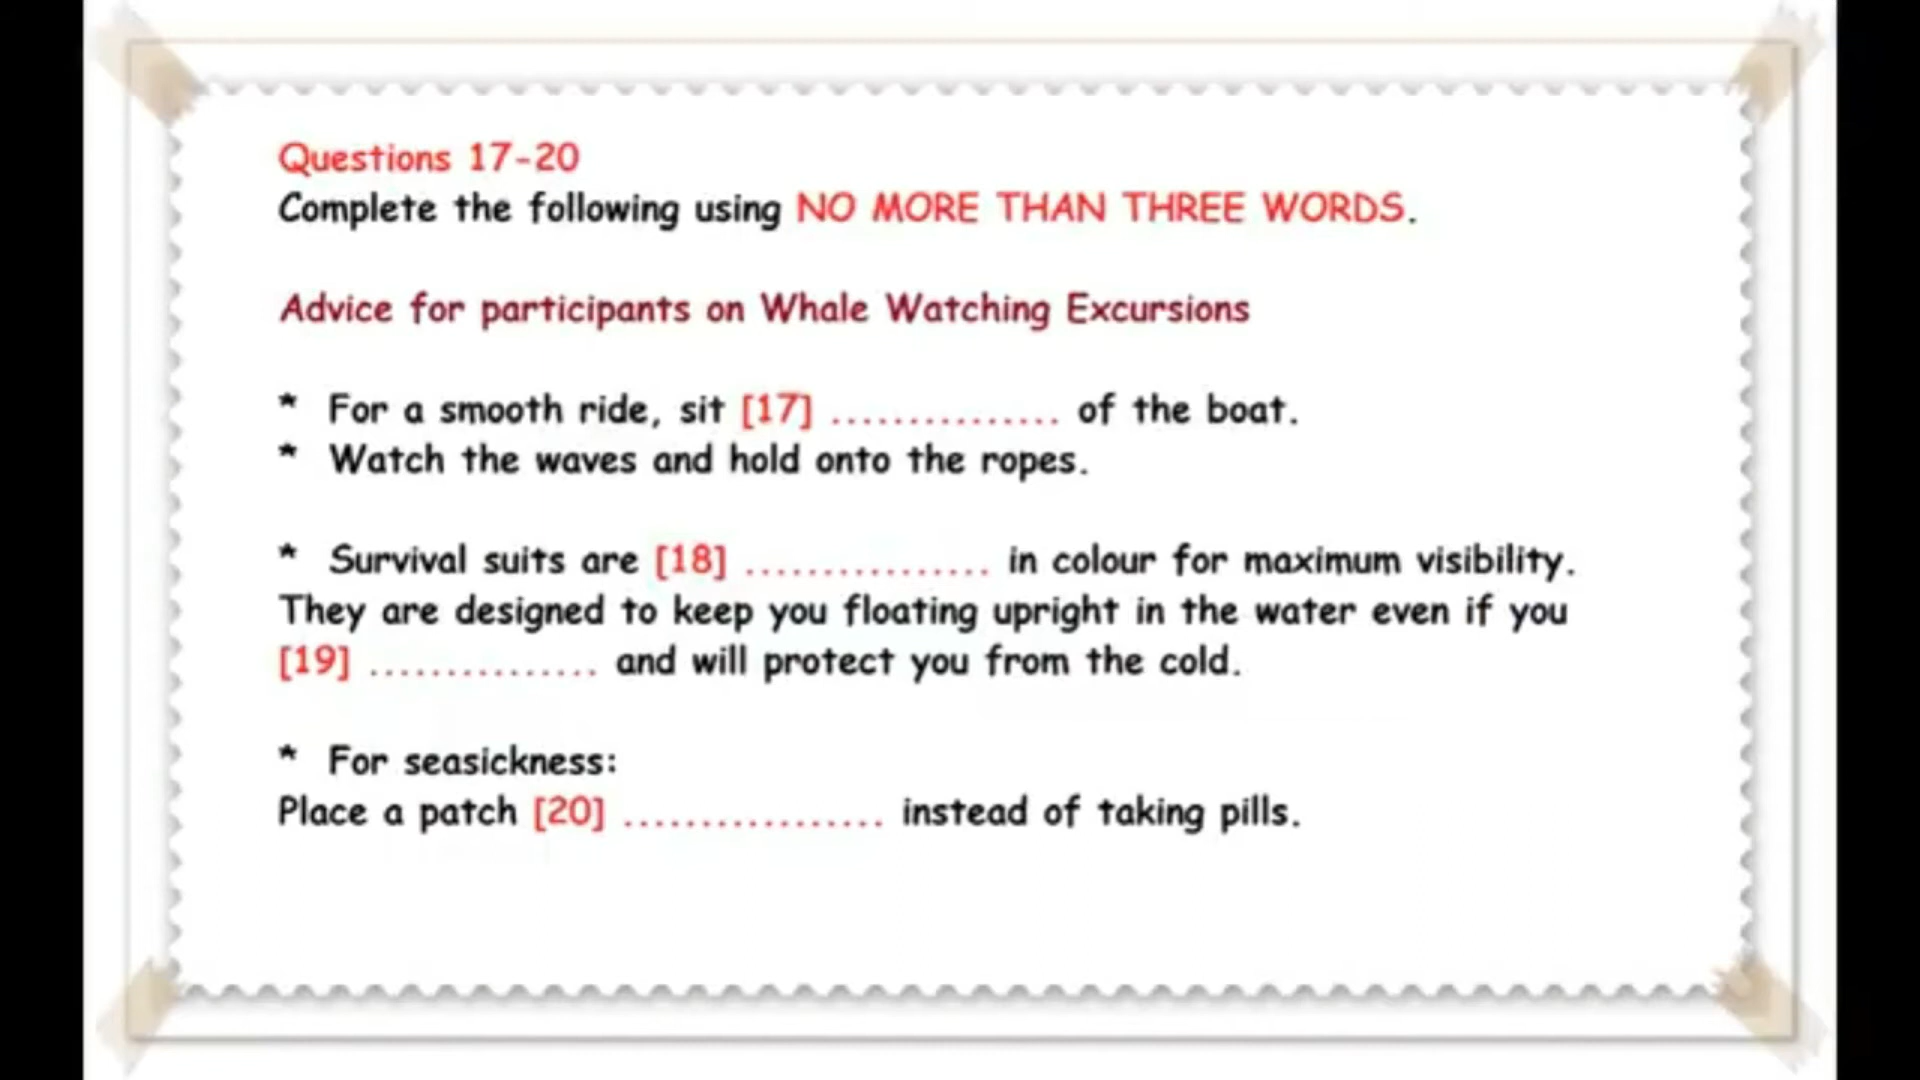 Questions 17-20
Complete the following using NO MORE THAN THREE WORDS.
Advice for participants on Whale Watching Excursions
* For a smooth ride, sit [17] ............... of the boat.
* Watch the waves and hold onto the ropes.
* Survival suits are [18] ................ in colour for maximum visibility.
They are designed to keep you floating upright in the water even if you
[19] ............... and will protect you from the cold.
* For seasickness:
Place a patch [20] ................. instead of taking pills.